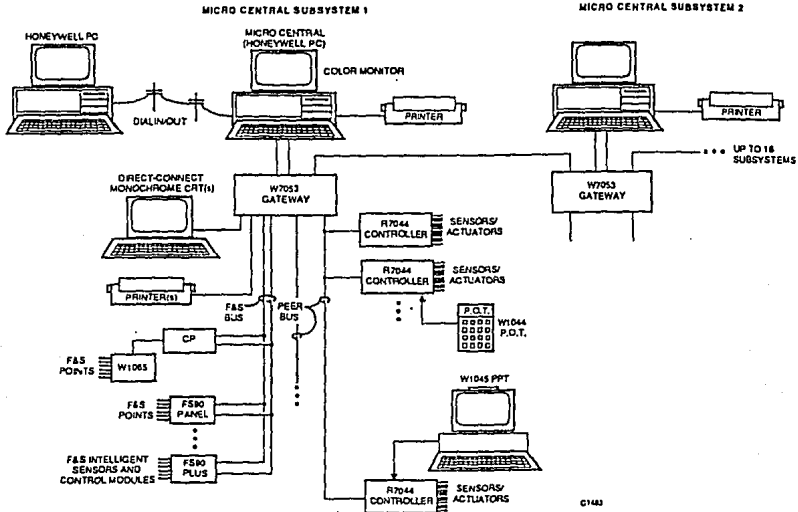 MICRO CENTRAL SUBSYSTEM 1
MICRO CENTRAL SUBSYSTEM 2
HONEYWELL PC
MICRO CENTRAL
(HONEYWELL PC)
COLOR MONITOR
DIAL IN/OUT
PRINTER
PRINTER
UP TO 16
SUBSYSTEMS
W7053
GATEWAY
W7053
GATEWAY
DIRECT-CONNECT
MONOCHROME CRT(s)
R7044
CONTROLLER
SENSORS/
ACTUATORS
R7044
CONTROLLER
SENSORS/
ACTUATORS
PRINTER(S)
F&S
BUS
PEER
BUS
P.O.T.
W1044
P.O.T.
CP
F&S
POINTS
W1065
W1045 PPT
F&S
POINTS
FS90
PANEL
F&S INTELLIGENT
SENSORS AND
CONTROL MODULES
FS90
PLUS
R7044
CONTROLLER
SENSORS/
ACTUATORS
C7483